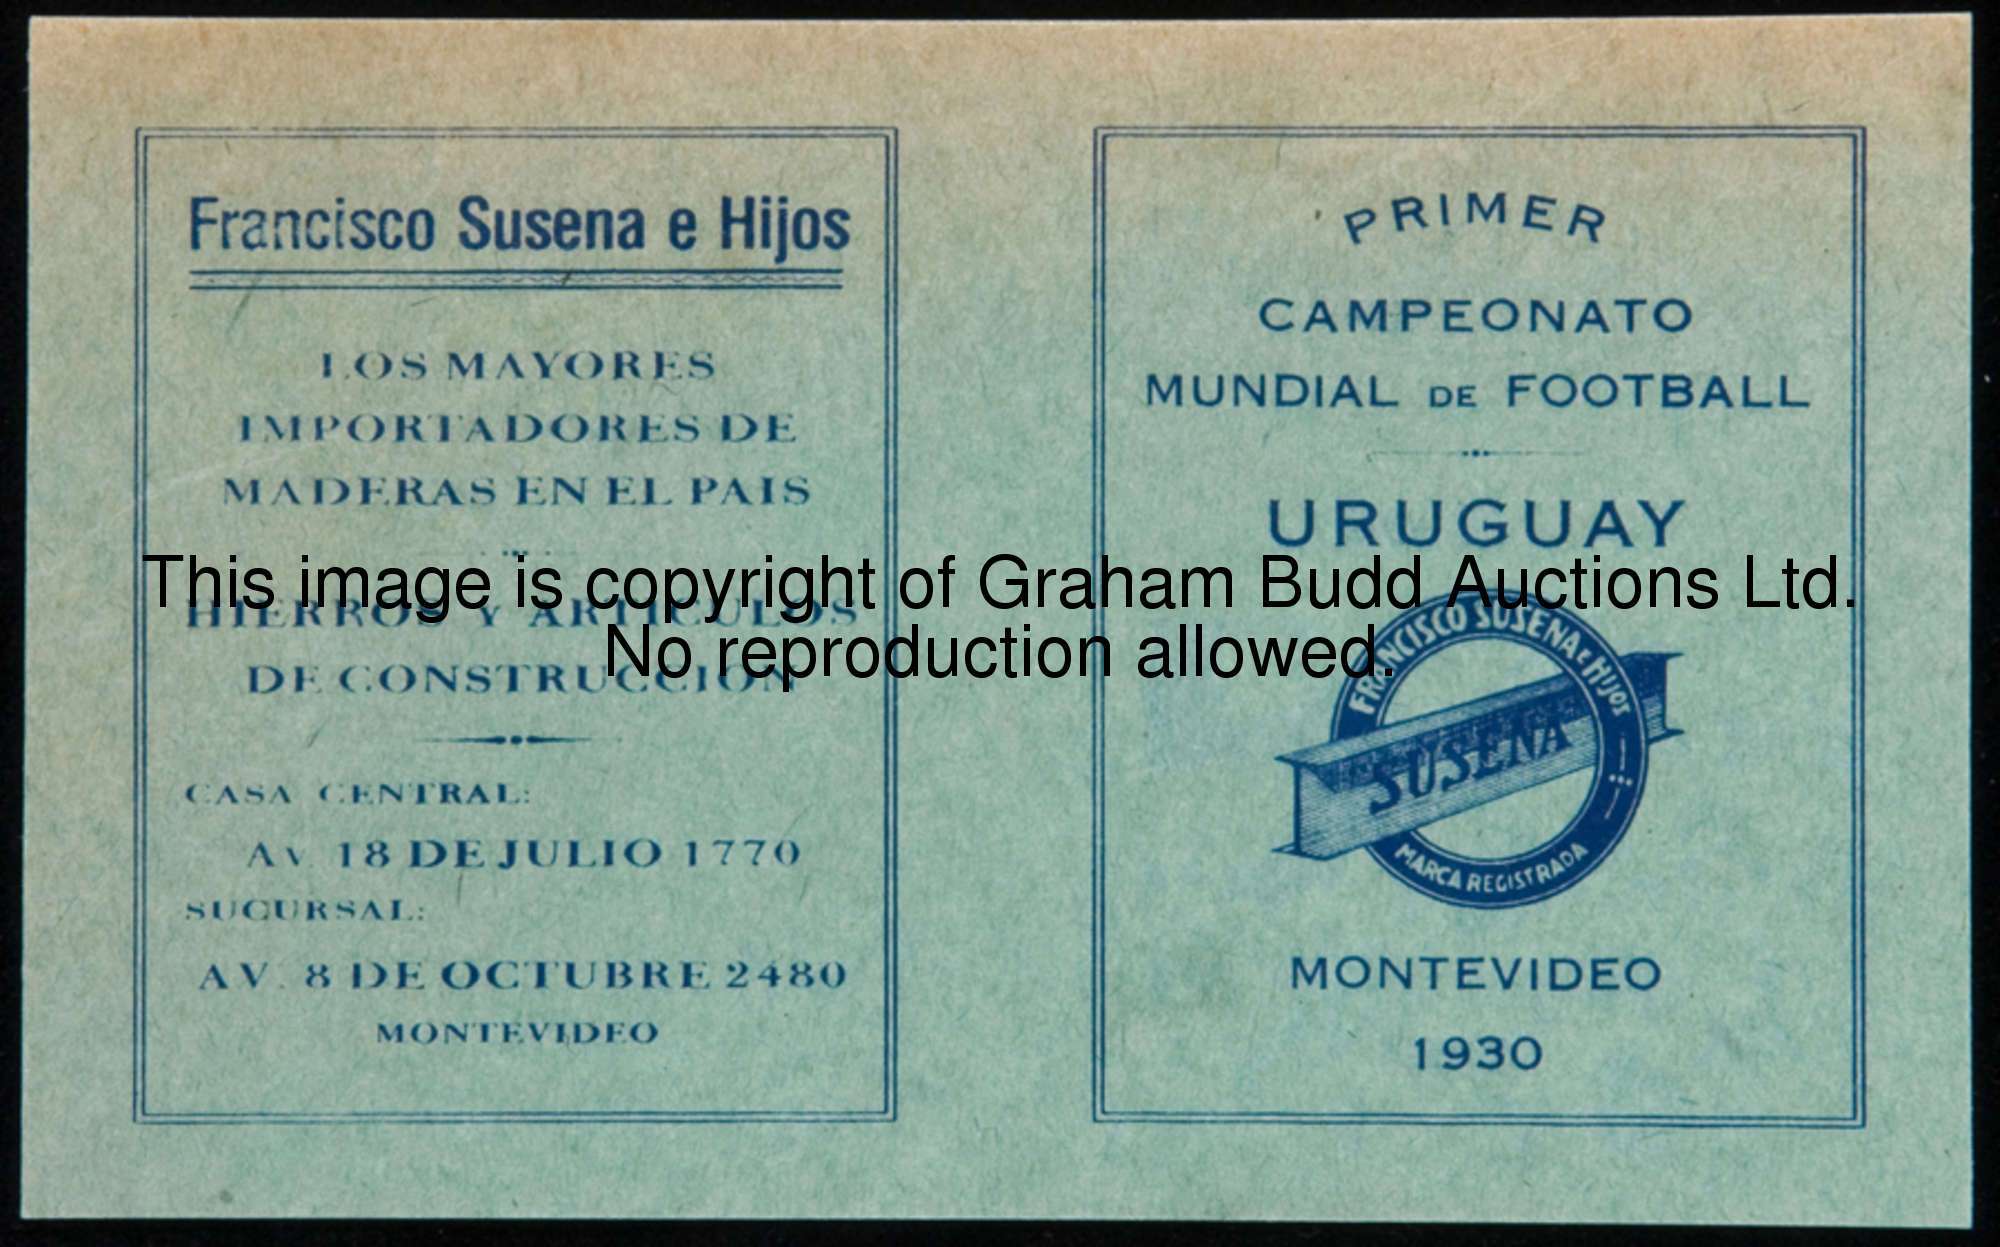 Francisco Susena e Hijos
LOS MAYORES
IMPORTADORES DE
MADERAS EN EL PAIS
HIERROS Y ARTICULOS
DE CONSTRUCCION
CASA CENTRAL:
AV. 18 DE JULIO 1770
SUCURSAL:
AV. 8 DE OCTUBRE 2480
MONTEVIDEO
PRIMER
CAMPEONATO
MUNDIAL DE FOOTBALL
URUGUAY
FRANCISCO SUSENA E HIJOS
SUSENA
MARCA REGISTRADA
MONTEVIDEO
1930
This image is copyright of Graham Budd Auctions Ltd.
No reproduction allowed.